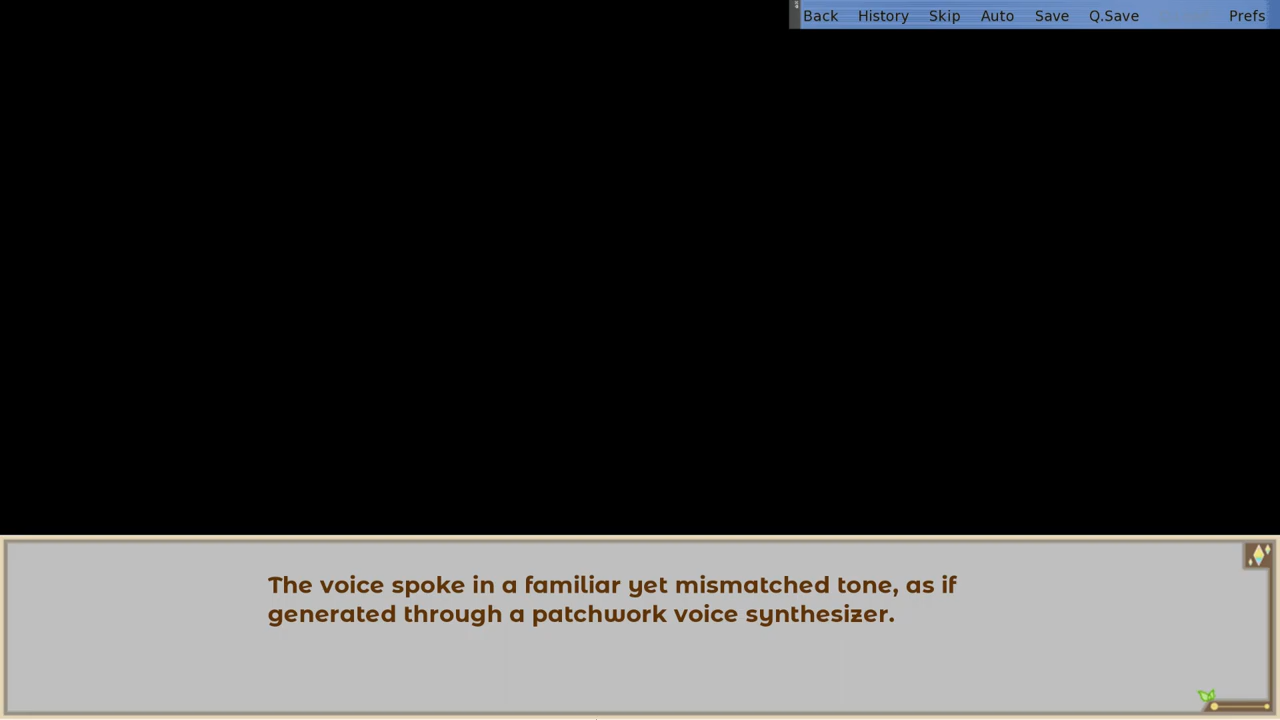 Back History Skip Auto Save Q.Save Prefs
The voice spoke in a familiar yet mismatched tone, as if
generated through a patchwork voice synthesizer.